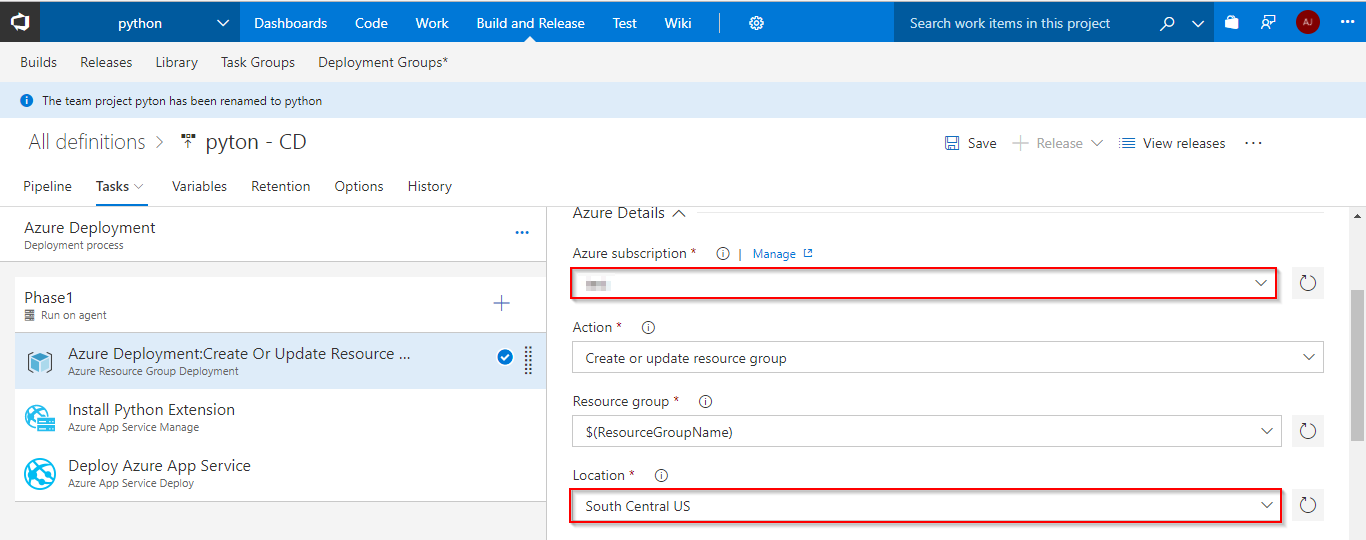 python Dashboards Code Work Build and Release Test Wiki Search work items in this project AJ
Builds Releases Library Task Groups Deployment Groups*
The team project pyton has been renamed to python
All definitions > pyton - CD Save + Release View releases ...
Pipeline Tasks Variables Retention Options History
Azure Deployment
Deployment process
...
Phase1
Run on agent
Azure Deployment:Create Or Update Resource ...
Azure Resource Group Deployment
Install Python Extension
Azure App Service Manage
Deploy Azure App Service
Azure App Service Deploy
Azure Details
Azure subscription * | Manage
Action *
Create or update resource group
Resource group *
$(ResourceGroupName)
Location *
South Central US